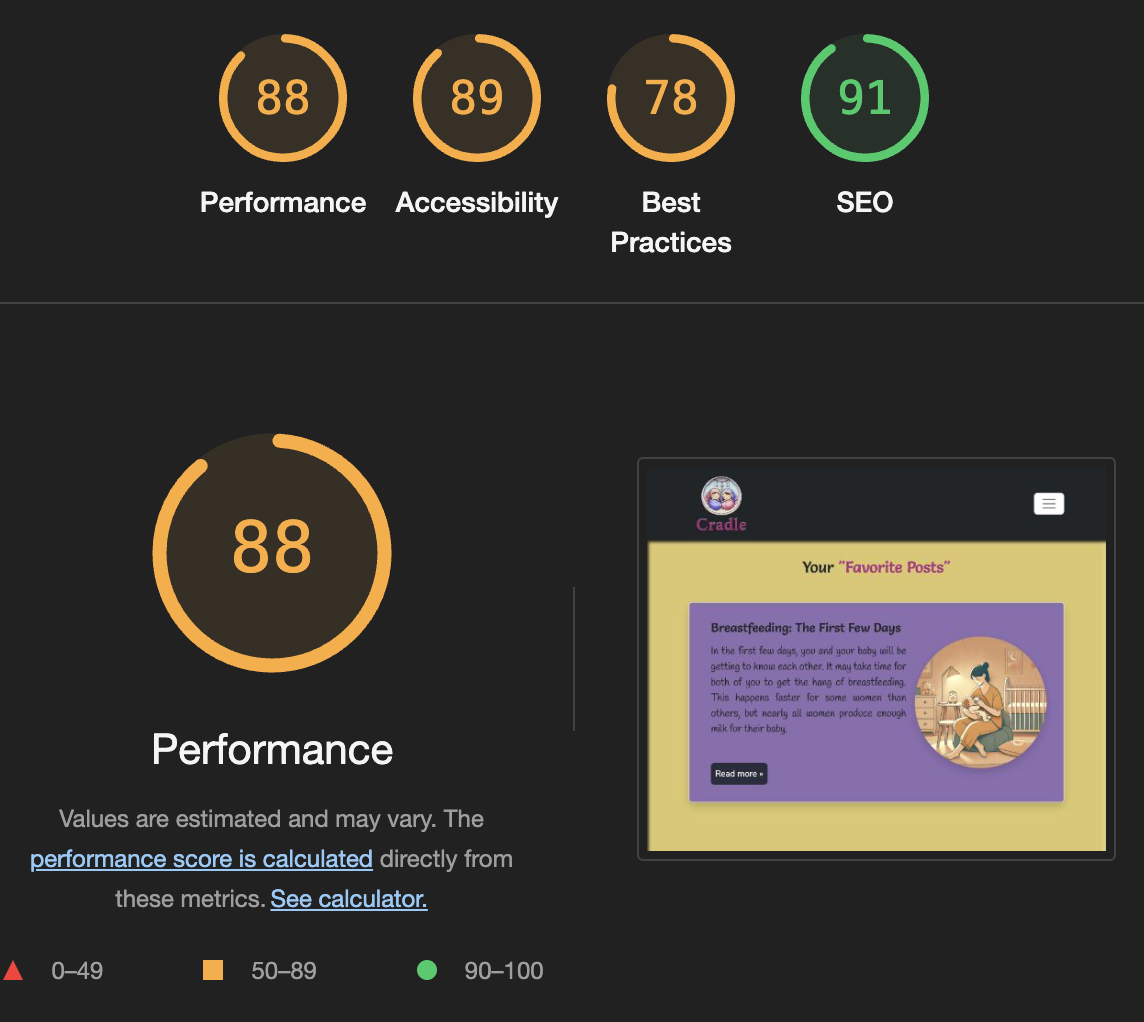 88
89
78
91
Performance
Accessibility
Best
Practices
SEO
88
Performance
Values are estimated and may vary. The
performance score is calculated directly from
these metrics. See calculator.
0–49
50–89
90–100
Cradle
Your "Favorite Posts"
Breastfeeding: The First Few Days
In the first few days, you and your baby will be
getting to know each other. It may take time for
both of you to get the hang of breastfeeding.
This happens faster for some women than
others, but nearly all women produce enough
milk for their baby.
Read more »